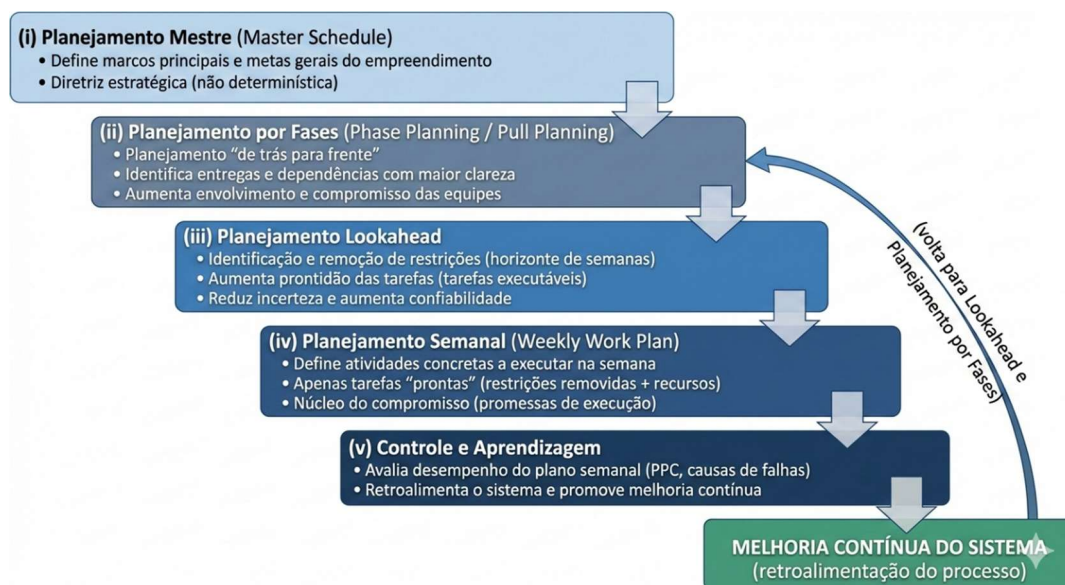 (i) Planejamento Mestre (Master Schedule)
• Define marcos principais e metas gerais do empreendimento
• Diretriz estratégica (não determinística)
(ii) Planejamento por Fases (Phase Planning / Pull Planning)
• Planejamento “de trás para frente”
• Identifica entregas e dependências com maior clareza
• Aumenta envolvimento e compromisso das equipes
(iii) Planejamento Lookahead
• Identificação e remoção de restrições (horizonte de semanas)
• Aumenta prontidão das tarefas (tarefas executáveis)
• Reduz incerteza e aumenta confiabilidade
(iv) Planejamento Semanal (Weekly Work Plan)
• Define atividades concretas a executar na semana
• Apenas tarefas “prontas” (restrições removidas + recursos)
• Núcleo do compromisso (promessas de execução)
(v) Controle e Aprendizagem
• Avalia desempenho do plano semanal (PPC, causas de falhas)
• Retroalimenta o sistema e promove melhoria contínua
MELHORIA CONTÍNUA DO SISTEMA
(retroalimentação do processo)
(volta para Lookahead e
Planejamento por Fases)